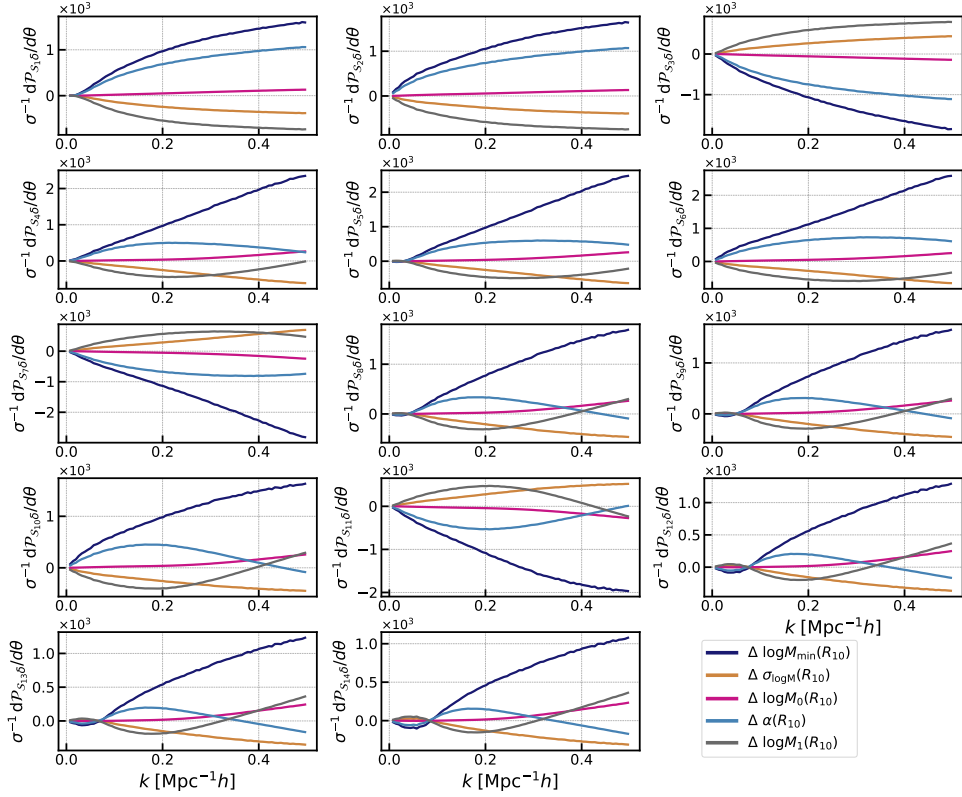 ×10³ ×10³ ×10³
σ⁻¹ dP_{S₁δ}/dθ σ⁻¹ dP_{S₂δ}/dθ σ⁻¹ dP_{S₃δ}/dθ
1 1 0
0 0 −1
0.0 0.2 0.4 0.0 0.2 0.4 0.0 0.2 0.4
×10³ ×10³ ×10³
σ⁻¹ dP_{S₄δ}/dθ σ⁻¹ dP_{S₅δ}/dθ σ⁻¹ dP_{S₆δ}/dθ
2 2 2
1 1 1
0 0 0
0.0 0.2 0.4 0.0 0.2 0.4 0.0 0.2 0.4
×10³ ×10³ ×10³
σ⁻¹ dP_{S₇δ}/dθ σ⁻¹ dP_{S₈δ}/dθ σ⁻¹ dP_{S₉δ}/dθ
0 1 1
−1 0 0
−2
0.0 0.2 0.4 0.0 0.2 0.4 0.0 0.2 0.4
×10³ ×10³ ×10³
σ⁻¹ dP_{S₁₀δ}/dθ σ⁻¹ dP_{S₁₁δ}/dθ σ⁻¹ dP_{S₁₂δ}/dθ
1 0 1.0
0 −1 0.5
−2 0.0
0.0 0.2 0.4 0.0 0.2 0.4 0.0 0.2 0.4
k [Mpc⁻¹h]
×10³ ×10³
σ⁻¹ dP_{S₁₃δ}/dθ σ⁻¹ dP_{S₁₄δ}/dθ
1.0 1.0
0.5 0.5
0.0 0.0
0.0 0.2 0.4 0.0 0.2 0.4
k [Mpc⁻¹h] k [Mpc⁻¹h]
Δ logM_{min}(R₁₀)
Δ σ_{logM}(R₁₀)
Δ logM₀(R₁₀)
Δ α(R₁₀)
Δ logM₁(R₁₀)